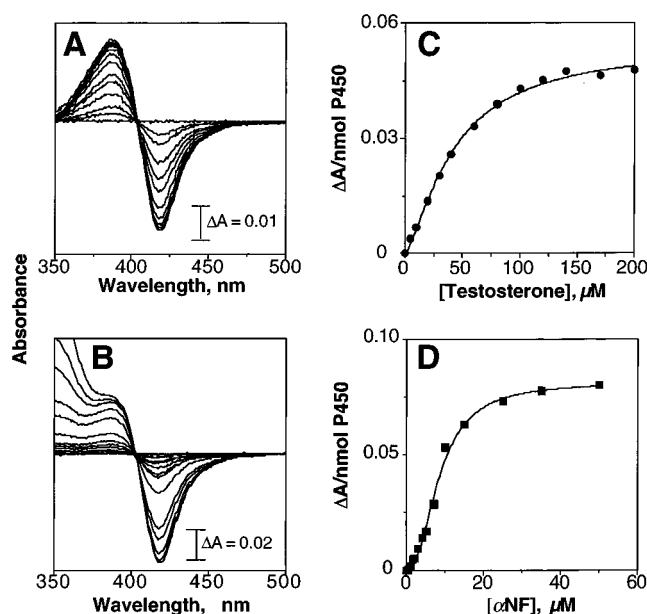 A
ΔA = 0.01
350 400 450 500
Wavelength, nm
C
ΔA/nmol P450
0.06
0.03
0
0 50 100 150 200
[Testosterone], μM
Absorbance
B
ΔA = 0.02
350 400 450 500
Wavelength, nm
D
ΔA/nmol P450
0.10
0.05
0
0 20 40 60
[αNF], μM